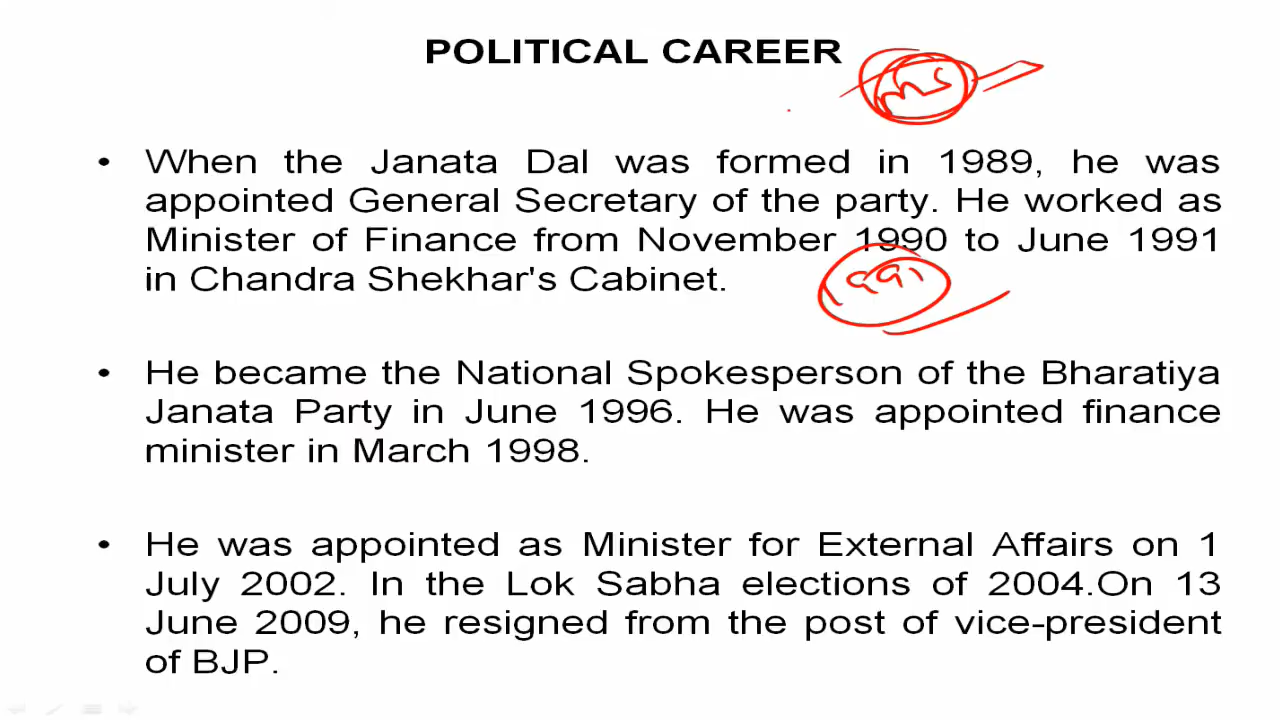 POLITICAL CAREER
ms
• When the Janata Dal was formed in 1989, he was
appointed General Secretary of the party. He worked as
Minister of Finance from November 1990 to June 1991
in Chandra Shekhar's Cabinet.
१९९१
• He became the National Spokesperson of the Bharatiya
Janata Party in June 1996. He was appointed finance
minister in March 1998.
• He was appointed as Minister for External Affairs on 1
July 2002. In the Lok Sabha elections of 2004.On 13
June 2009, he resigned from the post of vice-president
of BJP.